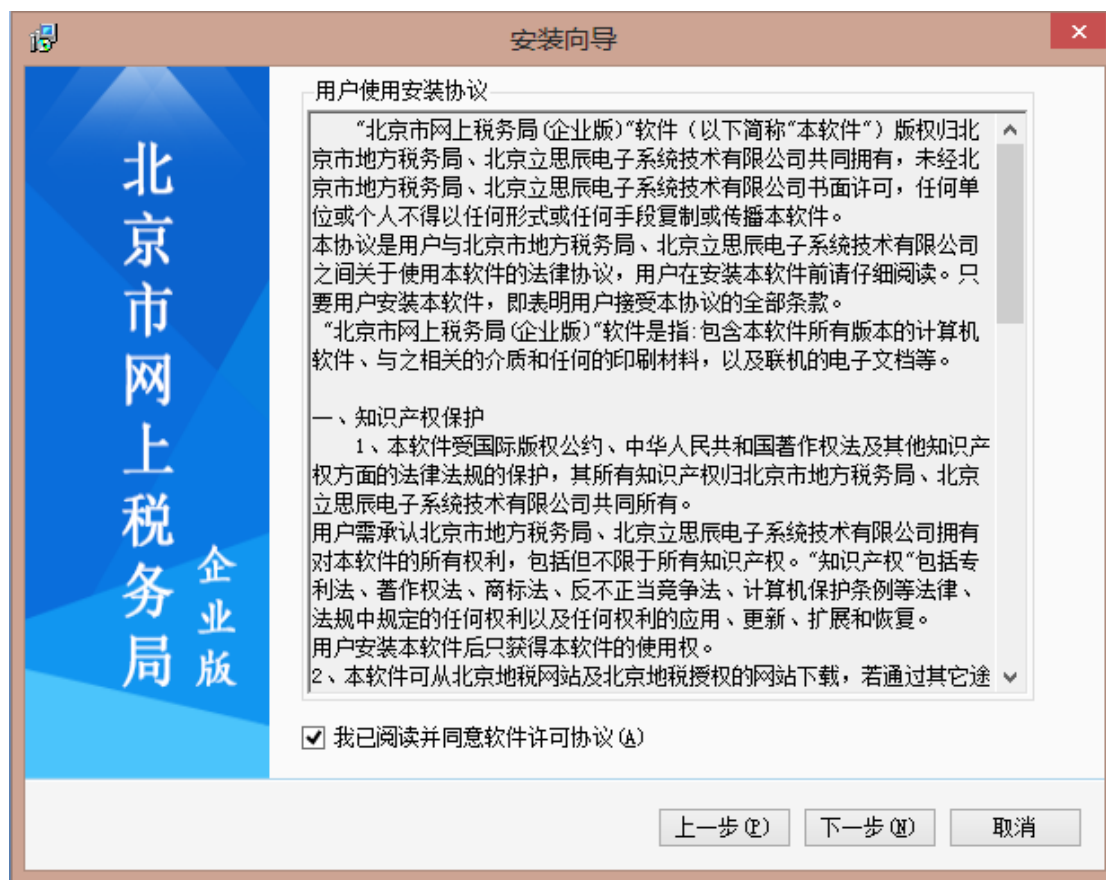 安装向导
北京市网上税务局
企业版
用户使用安装协议
“北京市网上税务局(企业版)”软件（以下简称“本软件”）版权归北
京市地方税务局、北京立思辰电子系统技术有限公司共同拥有，未经北
京市地方税务局、北京立思辰电子系统技术有限公司书面许可，任何单
位或个人不得以任何形式或任何手段复制或传播本软件。
本协议是用户与北京市地方税务局、北京立思辰电子系统技术有限公司
之间关于使用本软件的法律协议，用户在安装本软件前请仔细阅读。只
要用户安装本软件，即表明用户接受本协议的全部条款。
“北京市网上税务局(企业版)”软件是指:包含本软件所有版本的计算机
软件、与之相关的介质和任何的印刷材料，以及联机的电子文档等。
一、知识产权保护
1、本软件受国际版权公约、中华人民共和国著作权法及其他知识产
权方面的法律法规的保护，其所有知识产权归北京市地方税务局、北京
立思辰电子系统技术有限公司共同所有。
用户需承认北京市地方税务局、北京立思辰电子系统技术有限公司拥有
对本软件的所有权利，包括但不限于所有知识产权。“知识产权”包括专
利法、著作权法、商标法、反不正当竞争法、计算机保护条例等法律、
法规中规定的任何权利以及任何权利的应用、更新、扩展和恢复。
用户安装本软件后只获得本软件的使用权。
2、本软件可从北京地税网站及北京地税授权的网站下载，若通过其它途
我已阅读并同意软件许可协议(A)
上一步(P)
下一步(N)
取消